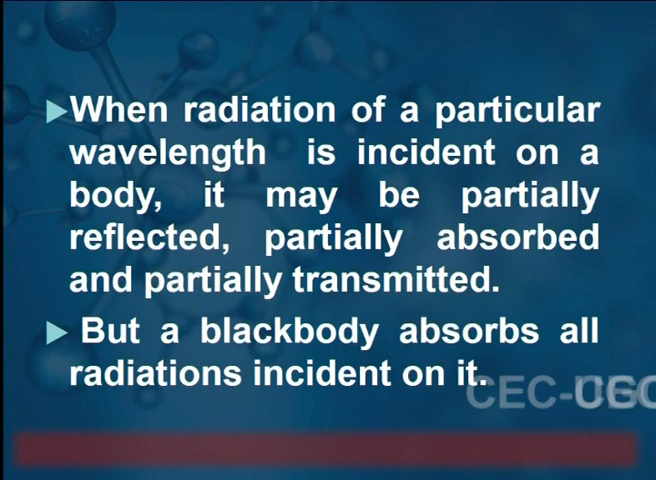 When radiation of a particular
wavelength is incident on a
body, it may be partially
reflected, partially absorbed
and partially transmitted.
But a blackbody absorbs all
radiations incident on it.
CEC-UGC